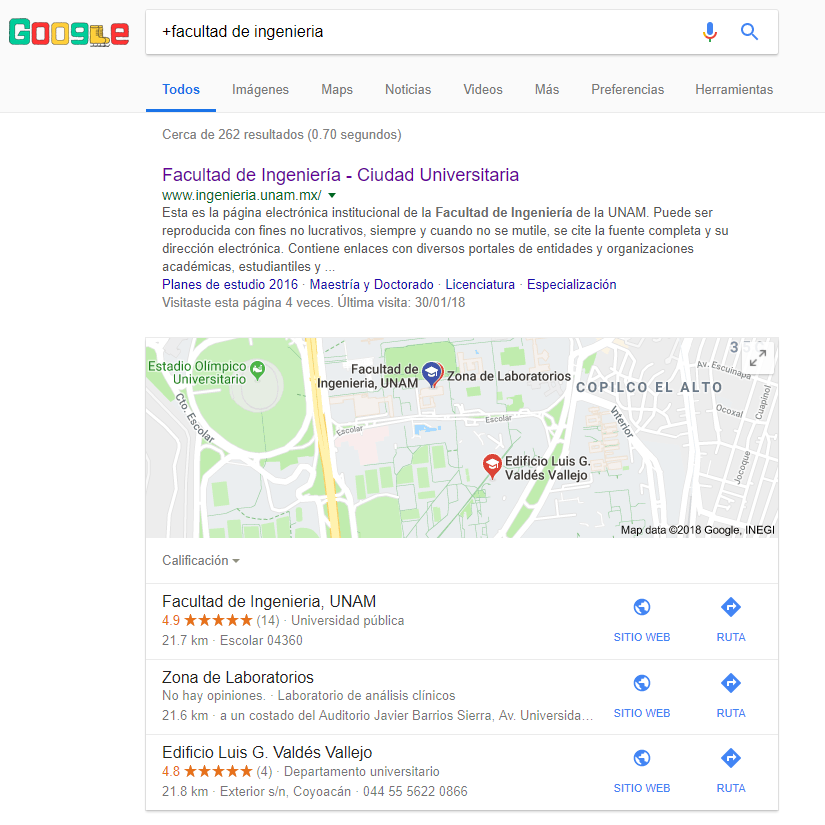 Google
+facultad de ingenieria
Todos Imágenes Maps Noticias Videos Más Preferencias Herramientas
Cerca de 262 resultados (0.70 segundos)
Facultad de Ingeniería - Ciudad Universitaria
www.ingenieria.unam.mx/
Esta es la página electrónica institucional de la Facultad de Ingeniería de la UNAM. Puede ser
reproducida con fines no lucrativos, siempre y cuando no se mutile, se cite la fuente completa y su
dirección electrónica. Contiene enlaces con diversos portales de entidades y organizaciones
académicas, estudiantiles y ...
Planes de estudio 2016 · Maestría y Doctorado · Licenciatura · Especialización
Visitaste esta página 4 veces. Última visita: 30/01/18
Estadio Olímpico
Universitario
Cto. Escolar
Facultad de
Ingenieria, UNAM
Zona de Laboratorios
Escolar
Escolar
COPILCO EL ALTO
Interior
Av. Escuinapa
Ocoxal
Cuapinol
Jocoque
Edificio Luis G.
Valdés Vallejo
Map data ©2018 Google, INEGI
Calificación
Facultad de Ingenieria, UNAM
4.9 ★★★★★ (14) · Universidad pública
21.7 km · Escolar 04360
SITIO WEB RUTA
Zona de Laboratorios
No hay opiniones. · Laboratorio de análisis clínicos
21.6 km · a un costado del Auditorio Javier Barrios Sierra, Av. Universida...
SITIO WEB RUTA
Edificio Luis G. Valdés Vallejo
4.8 ★★★★★ (4) · Departamento universitario
21.8 km · Exterior s/n, Coyoacán · 044 55 5622 0866
SITIO WEB RUTA